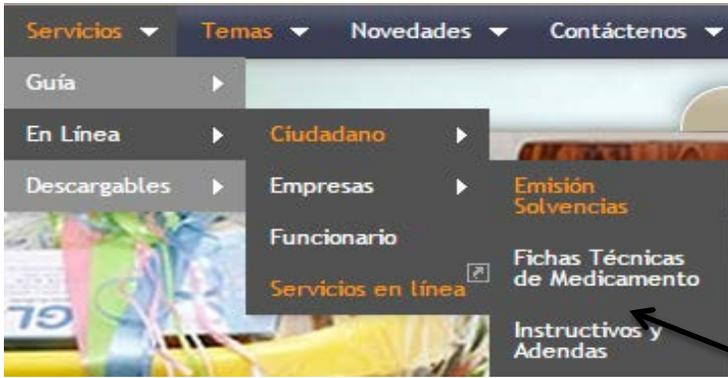 Servicios Temas Novedades Contáctenos
Guía
En Línea
Descargables
Ciudadano
Empresas
Funcionario
Servicios en línea
Emisión
Solvencias
Fichas Técnicas
de Medicamento
Instructivos y
Adendas